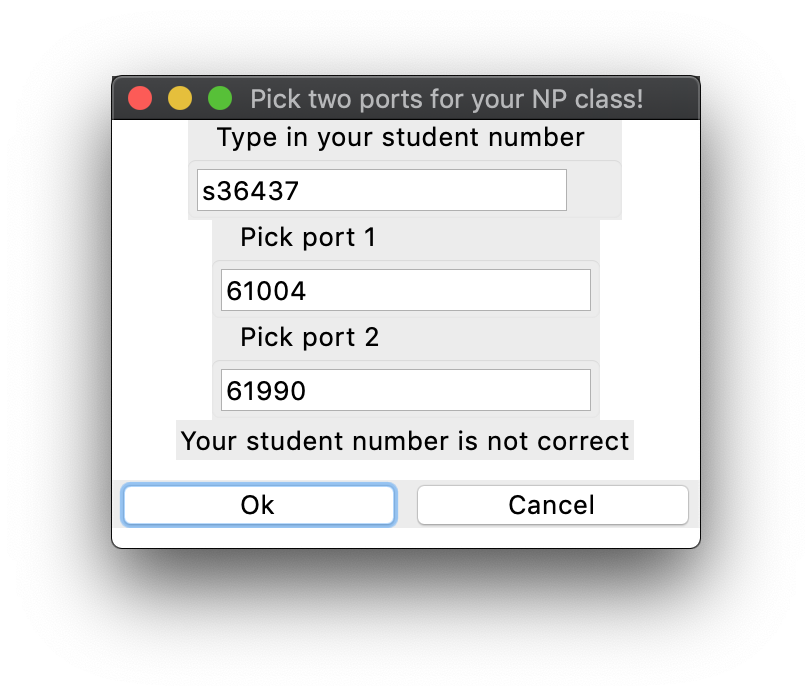 Pick two ports for your NP class!
Type in your student number
s36437
Pick port 1
61004
Pick port 2
61990
Your student number is not correct
Ok
Cancel